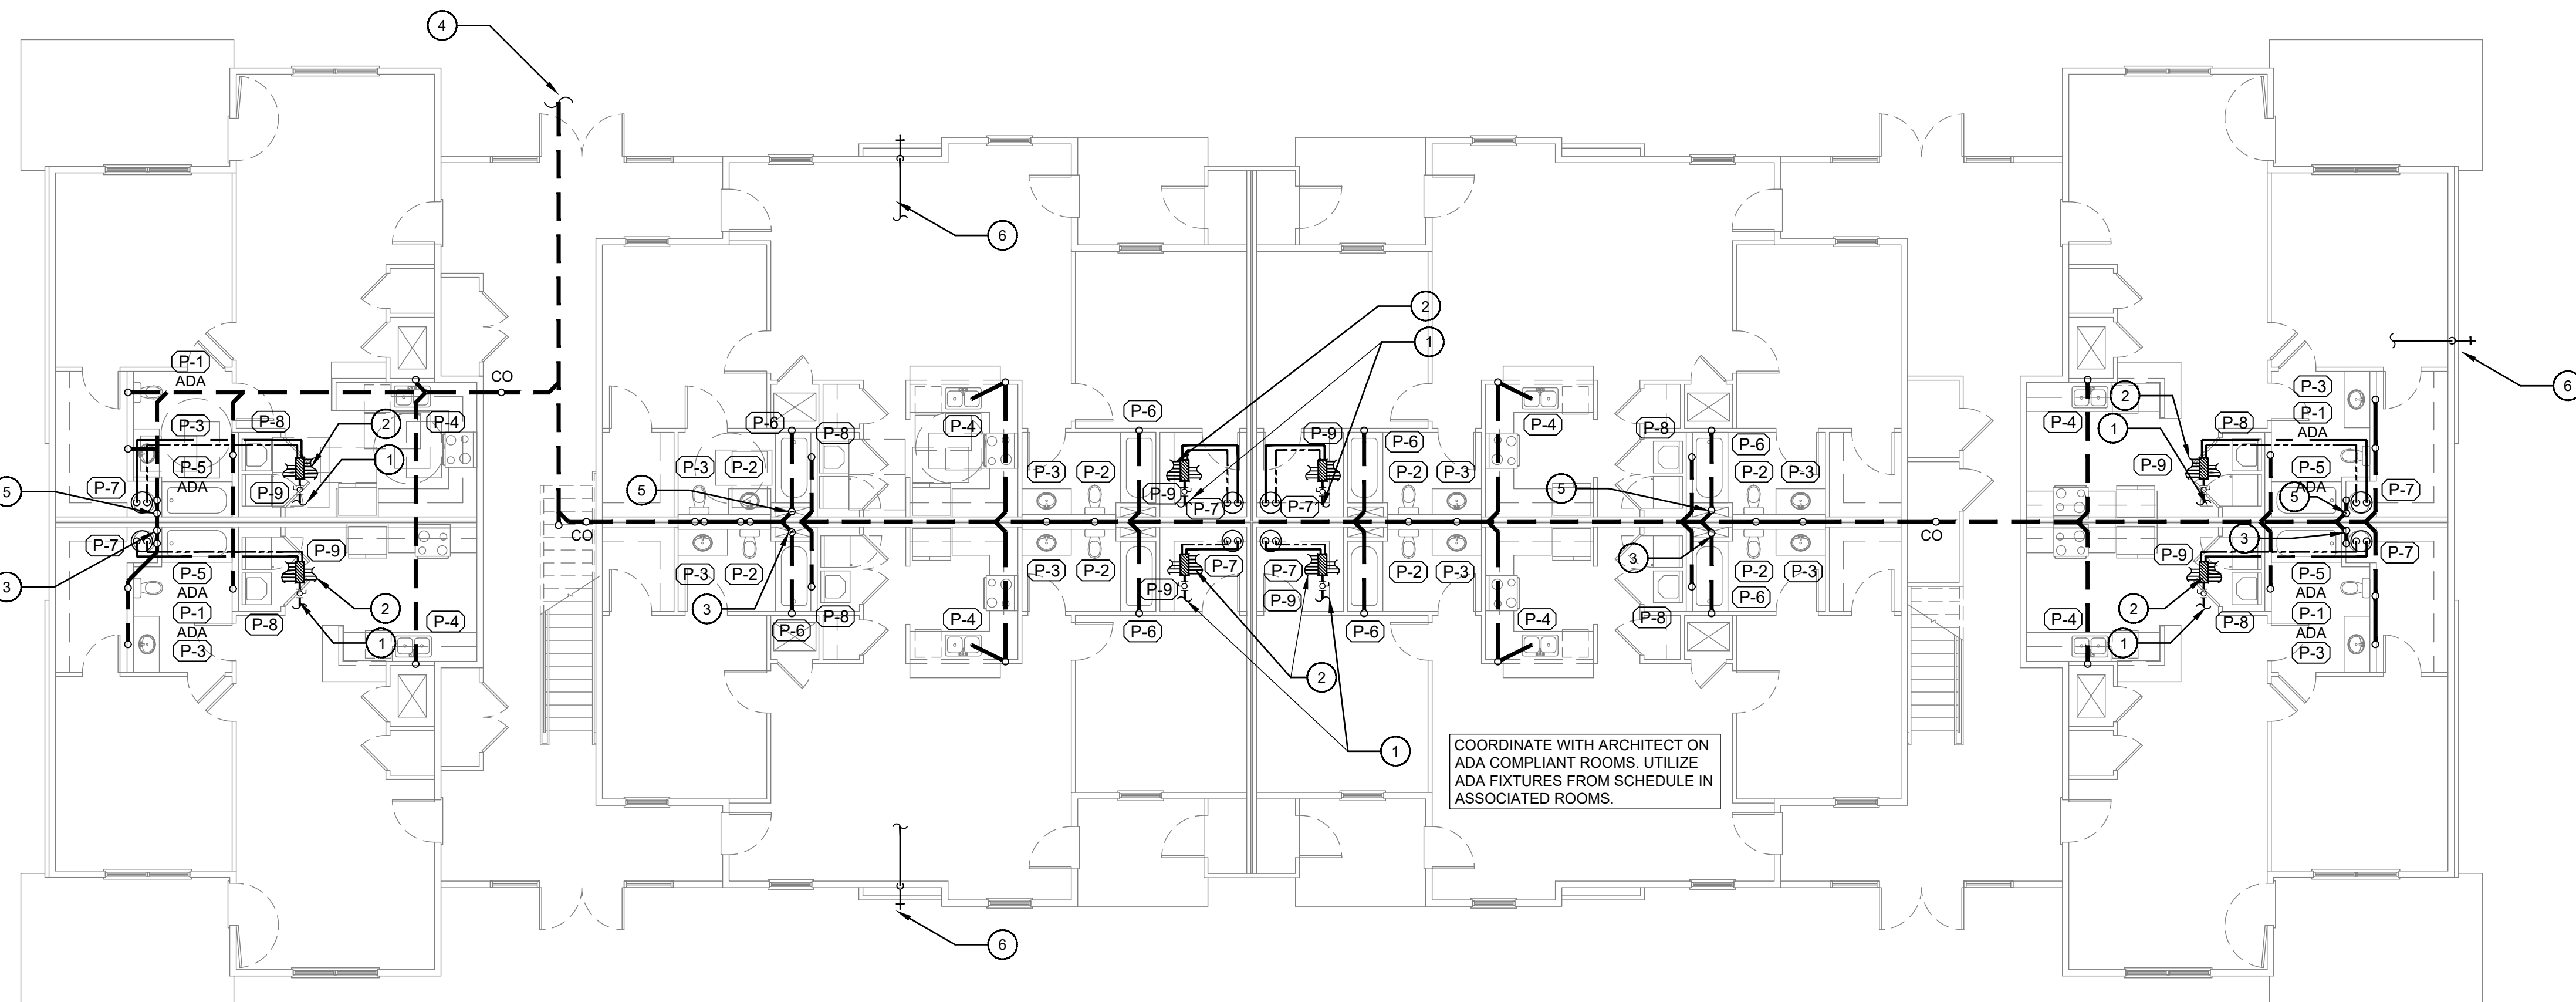 4
6
2
1
P-1
ADA
CO
P-3
P-8
2
P-4
1
P-5
ADA
P-9
P-7
5
P-7
P-9
3
P-5
ADA
P-1
ADA
P-3
P-8
2
P-4
1
CO
P-6
P-8
P-4
P-3
P-2
5
P-3
P-2
3
P-6
P-8
P-4
P-6
P-3
P-2
P-9
P-7
P-9
P-7
P-6
P-2
P-3
P-3
P-2
P-9
P-7
P-7
P-9
P-2
P-3
P-6
P-6
2
1
P-4
P-8
P-6
5
P-2
P-3
3
P-2
P-3
P-6
P-4
P-8
COORDINATE WITH ARCHITECT ON
ADA COMPLIANT ROOMS. UTILIZE
ADA FIXTURES FROM SCHEDULE IN
ASSOCIATED ROOMS.
6
CO
6
2
P-4
1
P-8
P-3
P-1
ADA
P-9
P-5
ADA
5
P-7
3
P-9
P-7
2
P-5
ADA
P-4
P-8
P-1
ADA
1
P-3